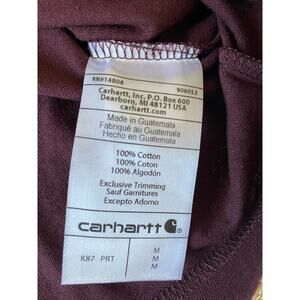 RN#14806 906053
Carhartt, Inc. P.O. Box 600
Dearborn, MI 48121 USA
carhartt.com
Made in Guatemala
Fabriqué au Guatemala
Hecho en Guatemala
100% Cotton
100% Coton
100% Algodón
Exclusive Trimming
Sauf Garnitures
Excepto Adorno
carhartt
K87 PRT M
M
M